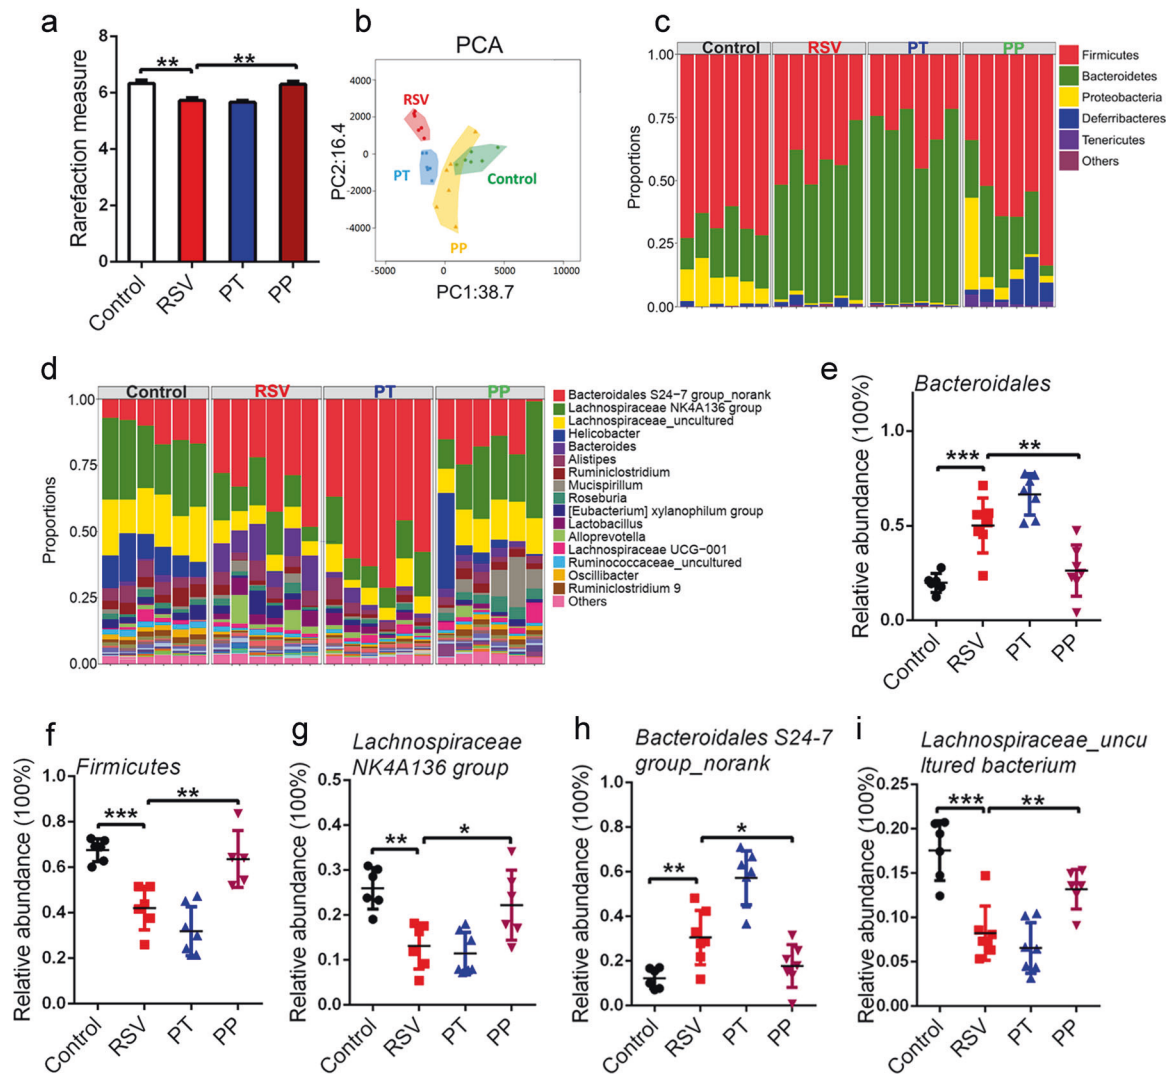 a
Rarefaction measure
8
6
4
2
0
**
**
Control
RSV
PT
PP
b
PCA
PC2:16.4
4000
2000
0
-2000
-4000
RSV
PT
Control
PP
-5000
0
5000
10000
PC1:38.7
c
Control
RSV
PT
PP
Proportions
1.00
0.75
0.50
0.25
0.00
Firmicutes
Bacteroidetes
Proteobacteria
Deferribacteres
Tenericutes
Others
d
Control
RSV
PT
PP
Proportions
1.00
0.75
0.50
0.25
0.00
Bacteroidales S24−7 group_norank
Lachnospiraceae NK4A136 group
Lachnospiraceae_uncultured
Helicobacter
Bacteroides
Alistipes
Ruminiclostridium
Mucispirillum
Roseburia
[Eubacterium] xylanophilum group
Lactobacillus
Alloprevotella
Lachnospiraceae UCG−001
Ruminococcaceae_uncultured
Oscillibacter
Ruminiclostridium 9
Others
e
Bacteroidales
Relative abundance (100%)
1.0
0.5
0.0
***
**
Control
RSV
PT
PP
f
Firmicutes
Relative abundance (100%)
1.0
0.8
0.6
0.4
0.2
0.0
***
**
Control
RSV
PT
PP
g
Lachnospiraceae
NK4A136 group
Relative abundance (100%)
0.5
0.4
0.3
0.2
0.1
0.0
**
*
Control
RSV
PT
PP
h
Bacteroidales S24-7
group_norank
Relative abundance (100%)
1.0
0.8
0.6
0.4
0.2
0.0
**
*
Control
RSV
PT
PP
i
Lachnospiraceae_uncu
ltured bacterium
Relative abundance (100%)
0.25
0.20
0.15
0.10
0.05
0.00
***
**
Control
RSV
PT
PP